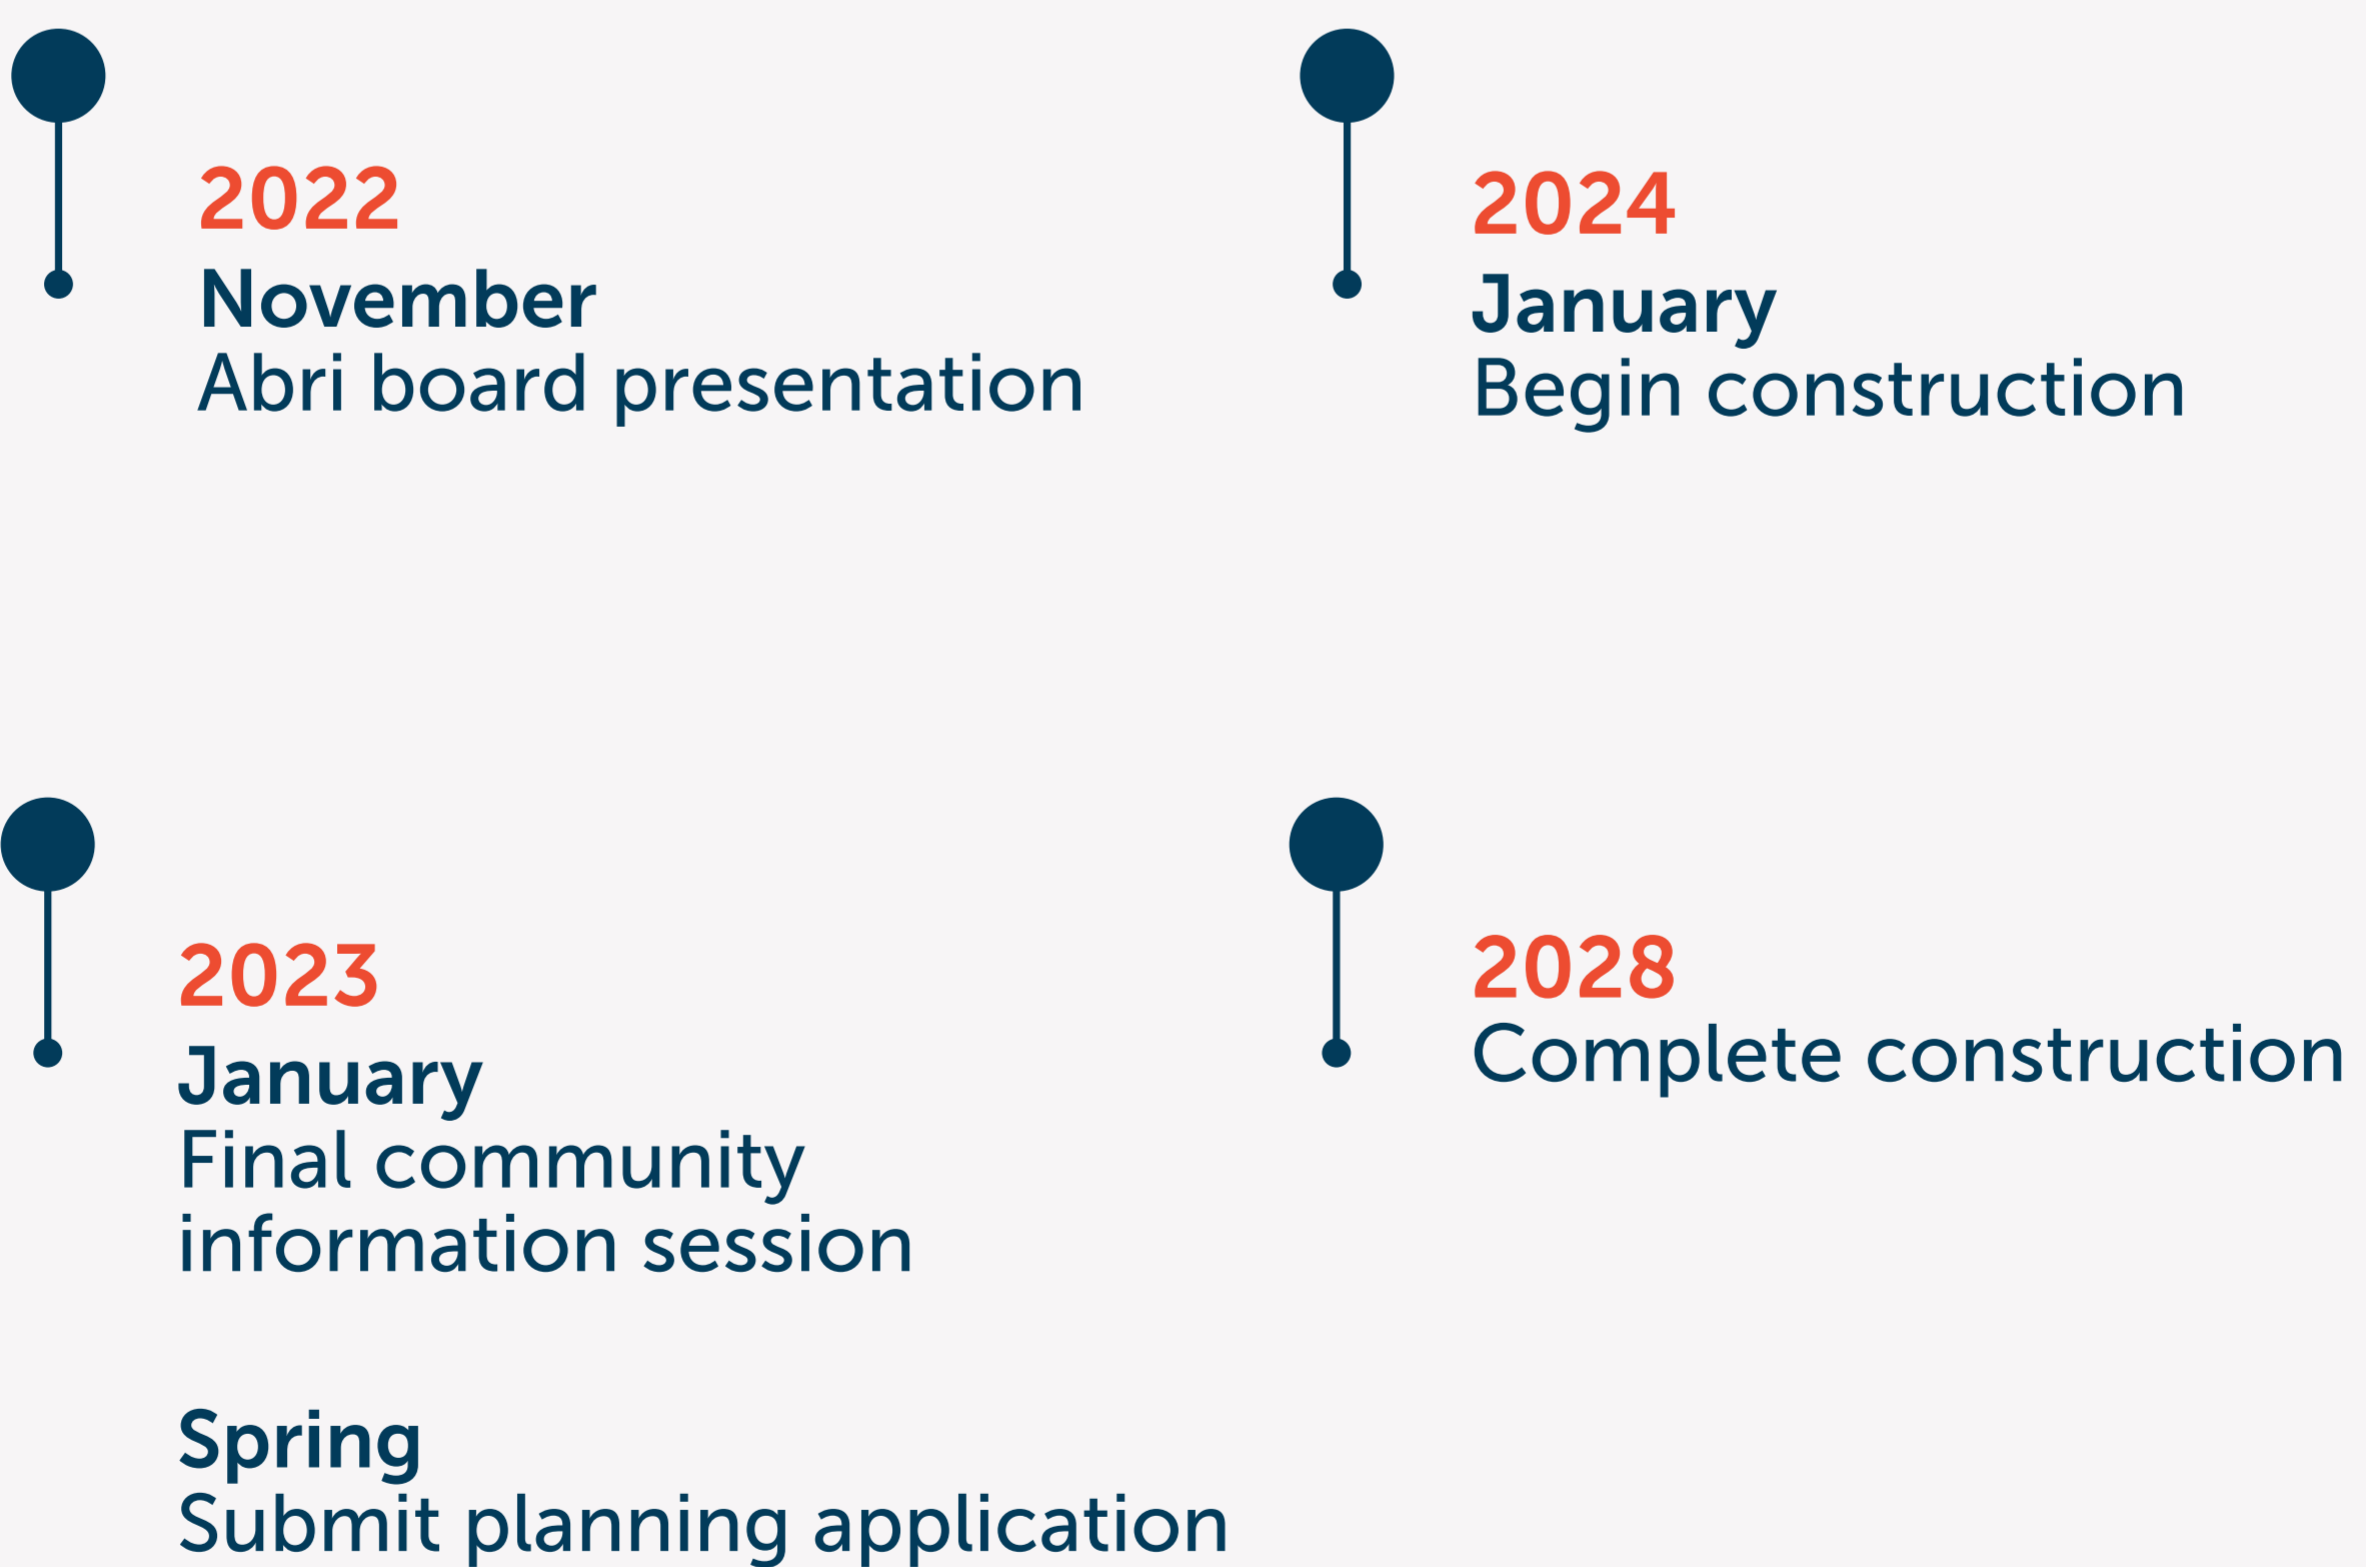 2022
November
Abri board presentation
2023
January
Final community
information session
Spring
Submit planning application
2024
January
Begin construction
2028
Complete construction